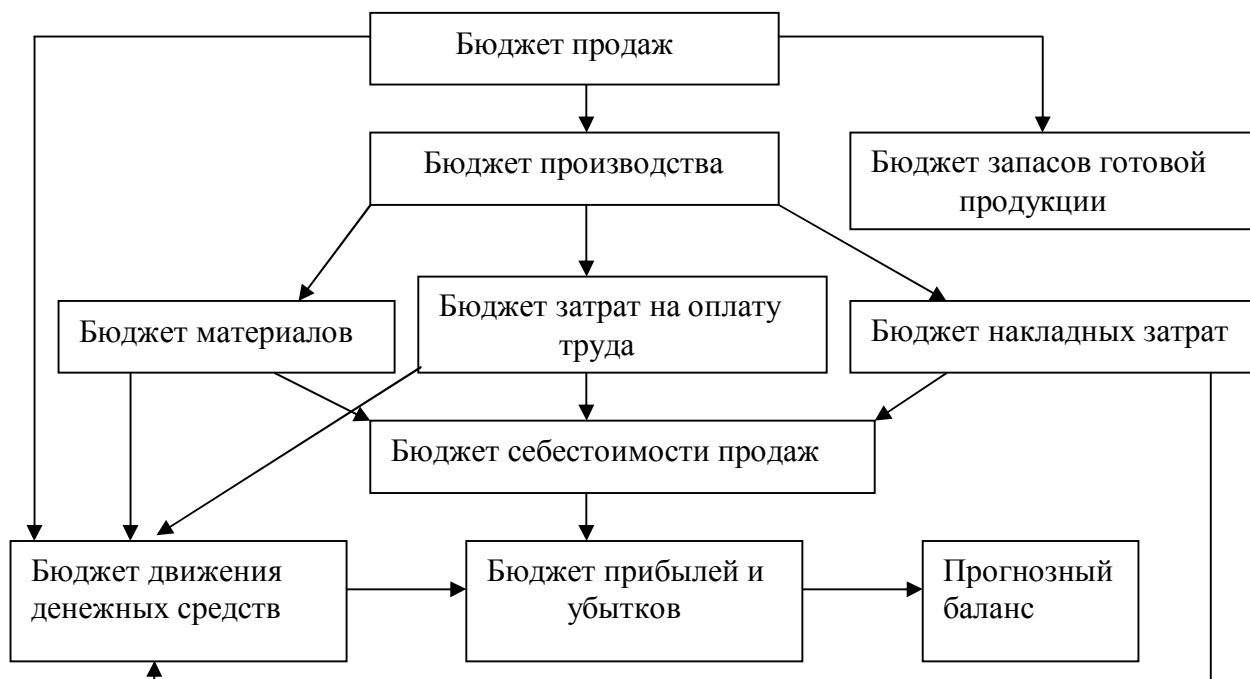 Бюджет продаж
Бюджет производства
Бюджет запасов готовой
продукции
Бюджет материалов
Бюджет затрат на оплату
труда
Бюджет накладных затрат
Бюджет себестоимости продаж
Бюджет движения
денежных средств
Бюджет прибылей и
убытков
Прогнозный
баланс